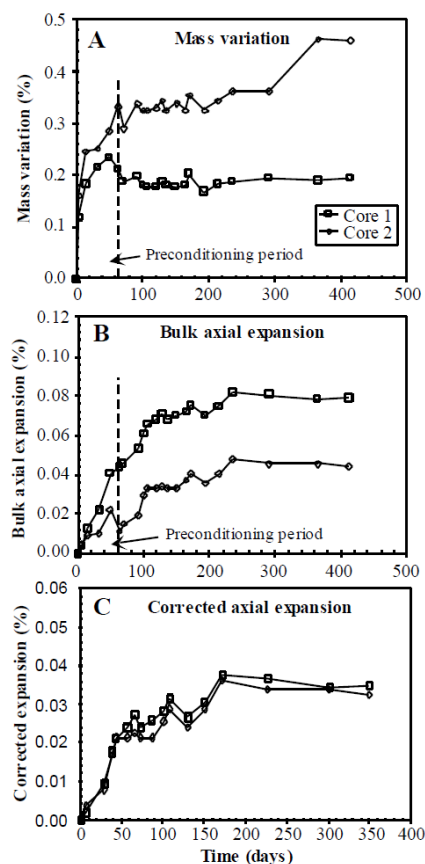 A
Mass variation
Mass variation (%)
0.5
0.4
0.3
0.2
0.1
0.0
Core 1
Core 2
Preconditioning period
0 100 200 300 400 500
B
Bulk axial expansion
Bulk axial expansion (%)
0.12
0.10
0.08
0.06
0.04
0.02
0.00
Preconditioning period
0 100 200 300 400 500
C
Corrected axial expansion
Corrected expansion (%)
0.06
0.05
0.04
0.03
0.02
0.01
0.00
0 50 100 150 200 250 300 350 400
Time (days)